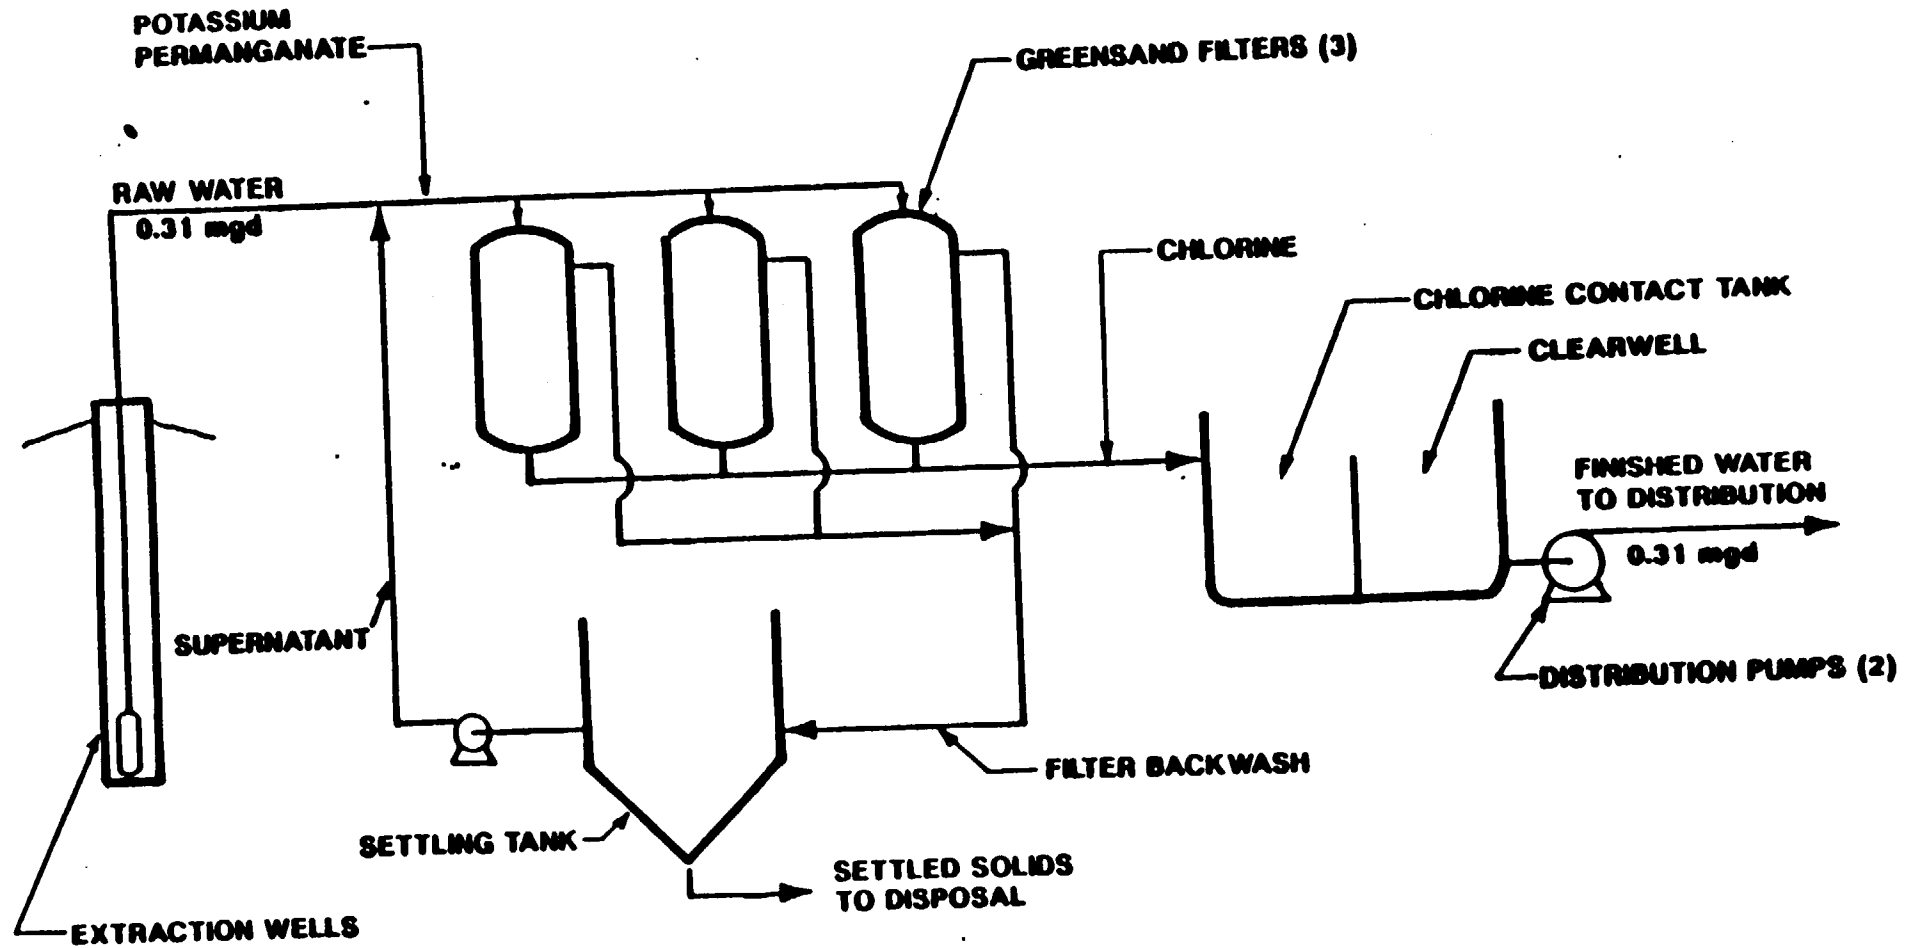 POTASSIUM
PERMANGANATE
GREENSAND FILTERS (3)
RAW WATER
0.31 mgd
CHLORINE
CHLORINE CONTACT TANK
CLEARWELL
FINISHED WATER
TO DISTRIBUTION
0.31 mgd
SUPERNATANT
DISTRIBUTION PUMPS (2)
FILTER BACKWASH
SETTLING TANK
SETTLED SOLIDS
TO DISPOSAL
EXTRACTION WELLS